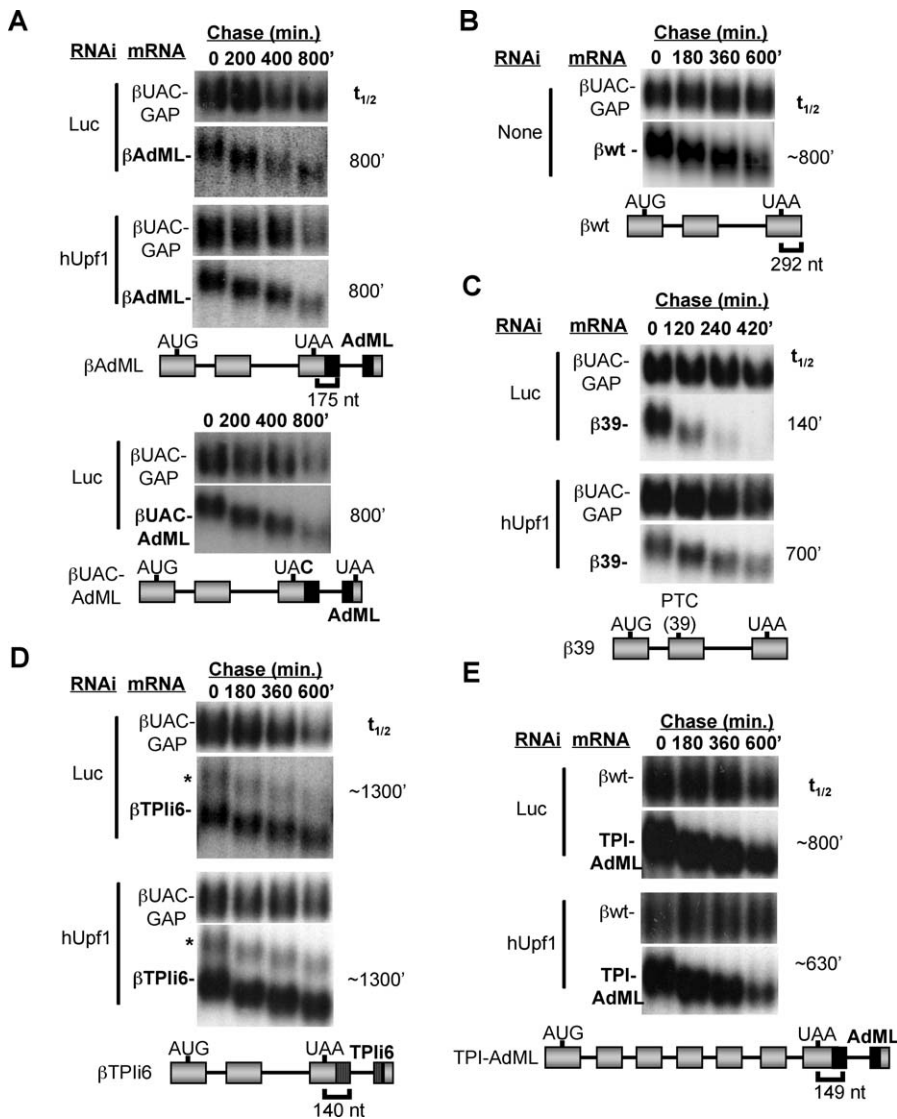 A
RNAi mRNA Chase (min.)
0 200 400 800'
Luc
βUAC-
GAP
t1/2
βAdML-
800'
hUpf1
βUAC-
GAP
βAdML-
800'
AUG UAA AdML
βAdML
175 nt
0 200 400 800'
Luc
βUAC-
GAP
βUAC-
AdML
800'
βUAC-
AdML
AUG UAC UAA
AdML
B
RNAi mRNA Chase (min.)
0 180 360 600'
None
βUAC-
GAP
t1/2
βwt -
~800'
AUG UAA
βwt
292 nt
C
RNAi mRNA Chase (min.)
0 120 240 420'
Luc
βUAC-
GAP
t1/2
β39-
140'
hUpf1
βUAC-
GAP
β39-
700'
PTC
AUG (39) UAA
β39
D
RNAi mRNA Chase (min.)
0 180 360 600'
Luc
βUAC-
GAP
t1/2
*
βTPIi6-
~1300'
hUpf1
βUAC-
GAP
*
βTPIi6-
~1300'
AUG UAA TPIi6
βTPIi6
140 nt
E
RNAi mRNA Chase (min.)
0 180 360 600'
Luc
βwt-
t1/2
TPI-
AdML
~800'
hUpf1
βwt-
TPI-
AdML
~630'
AUG UAA AdML
TPI-AdML
149 nt